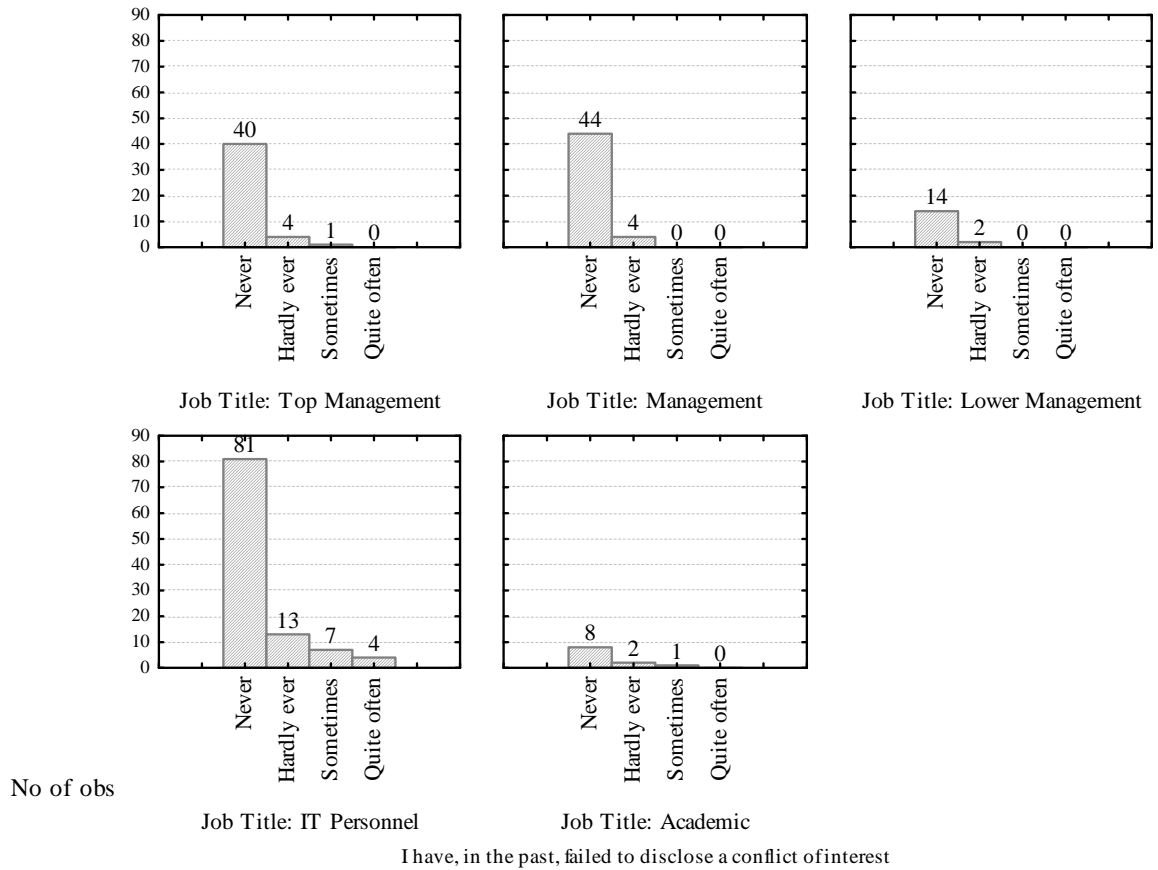 90
80
70
60
50
40
30
20
10
0
40
4
1
0
Never
Hardly ever
Sometimes
Quite often
Job Title: Top Management
44
4
0
0
Never
Hardly ever
Sometimes
Quite often
Job Title: Management
14
2
0
0
Never
Hardly ever
Sometimes
Quite often
Job Title: Lower Management
90
80
70
60
50
40
30
20
10
0
81
13
7
4
Never
Hardly ever
Sometimes
Quite often
Job Title: IT Personnel
8
2
1
0
Never
Hardly ever
Sometimes
Quite often
Job Title: Academic
No of obs
I have, in the past, failed to disclose a conflict of interest